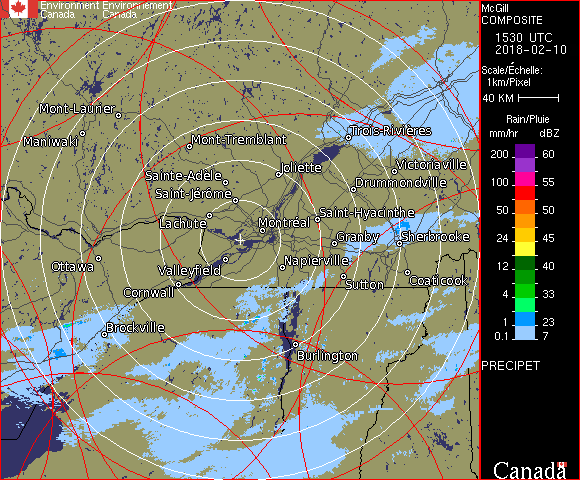 Environment Environnement
Canada Canada
McGill
COMPOSITE
1530 UTC
2018-02-10
Scale/Échelle:
1km/Pixel
40 KM
Rain/Pluie
mm/hr dBZ
200 60
100 55
50 50
24 45
12 40
4 33
1 23
0.1 7
PRECIPET
Canada
Mont-Laurier
Maniwaki
Mont-Tremblant
Trois-Rivières
Joliette
Victoriaville
Sainte-Adèle
Drummondville
Saint-Jérôme
Saint-Hyacinthe
Lachute
Montréal
Granby
Sherbrooke
Ottawa
Valleyfield
Napierville
Cornwall
Sutton
Coaticook
Brockville
Burlington